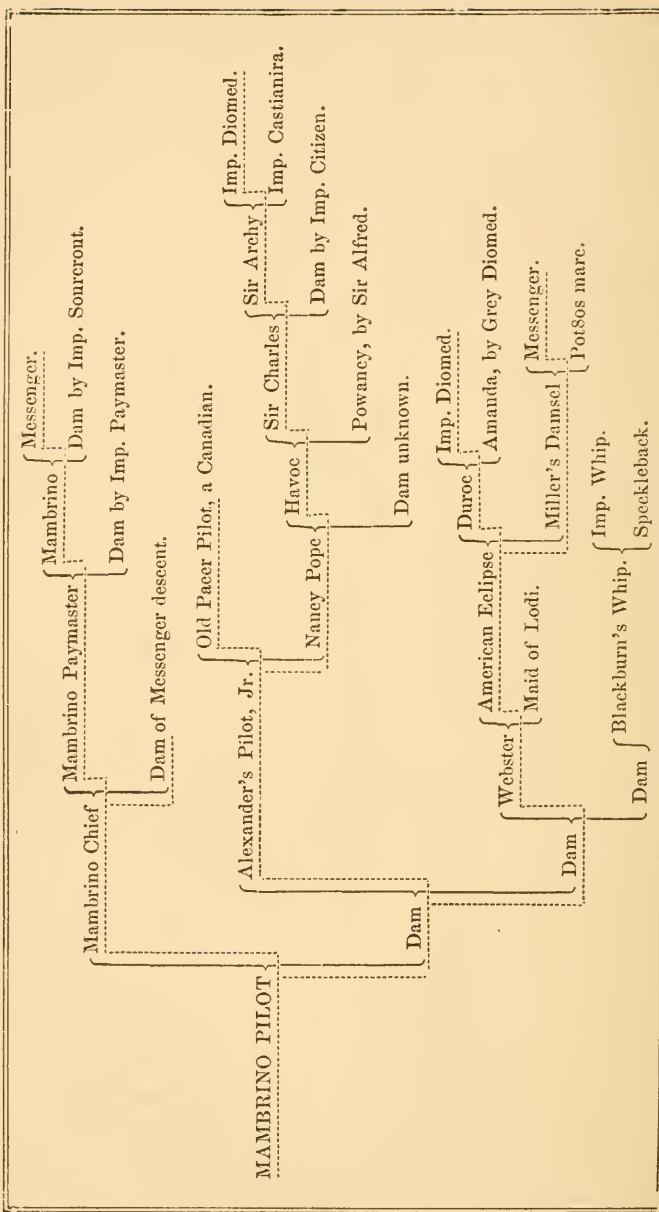 Messenger.
Mambrino
Dam by Imp. Sourcrout.
Mambrino Paymaster
Mambrino Chief
Dam by Imp. Paymaster.
Dam of Messenger descent.
Old Pacer Pilot, a Canadian.
Imp. Diomed.
Sir Archy
Alexander's Pilot, Jr.
Imp. Castianira.
Sir Charles
MAMBRINO PILOT
Havoc
Dam by Imp. Citizen.
Nancy Pope
Powancy, by Sir Alfred.
Dam unknown.
Dam
Imp. Diomed.
Duroc
American Eclipse
Amanda, by Grey Diomed.
Webster
Maid of Lodi.
Messenger.
Miller's Damsel
Pot8os mare.
Dam
Imp. Whip.
Blackburn's Whip.
Speckleback.
Dam